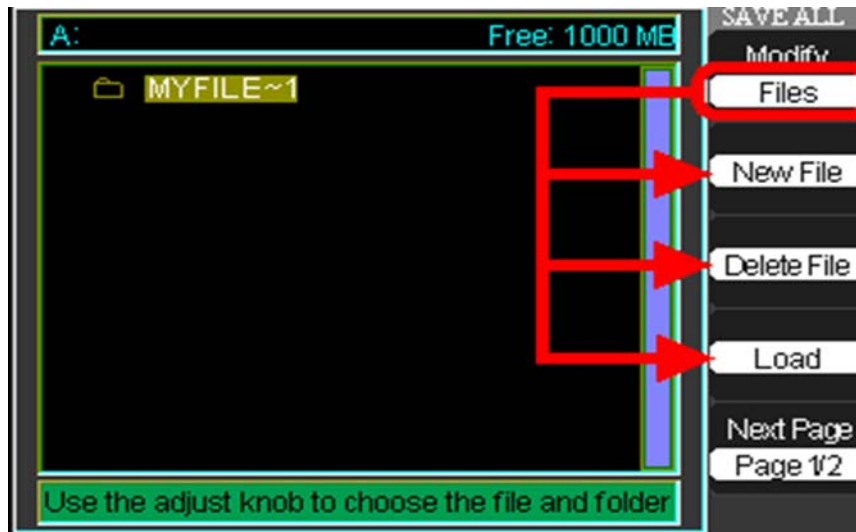 A: Free: 1000 MB
MYFILE~1
Use the adjust knob to choose the file and folder
SAVE ALL
Modify
Files
New File
Delete File
Load
Next Page
Page 1/2